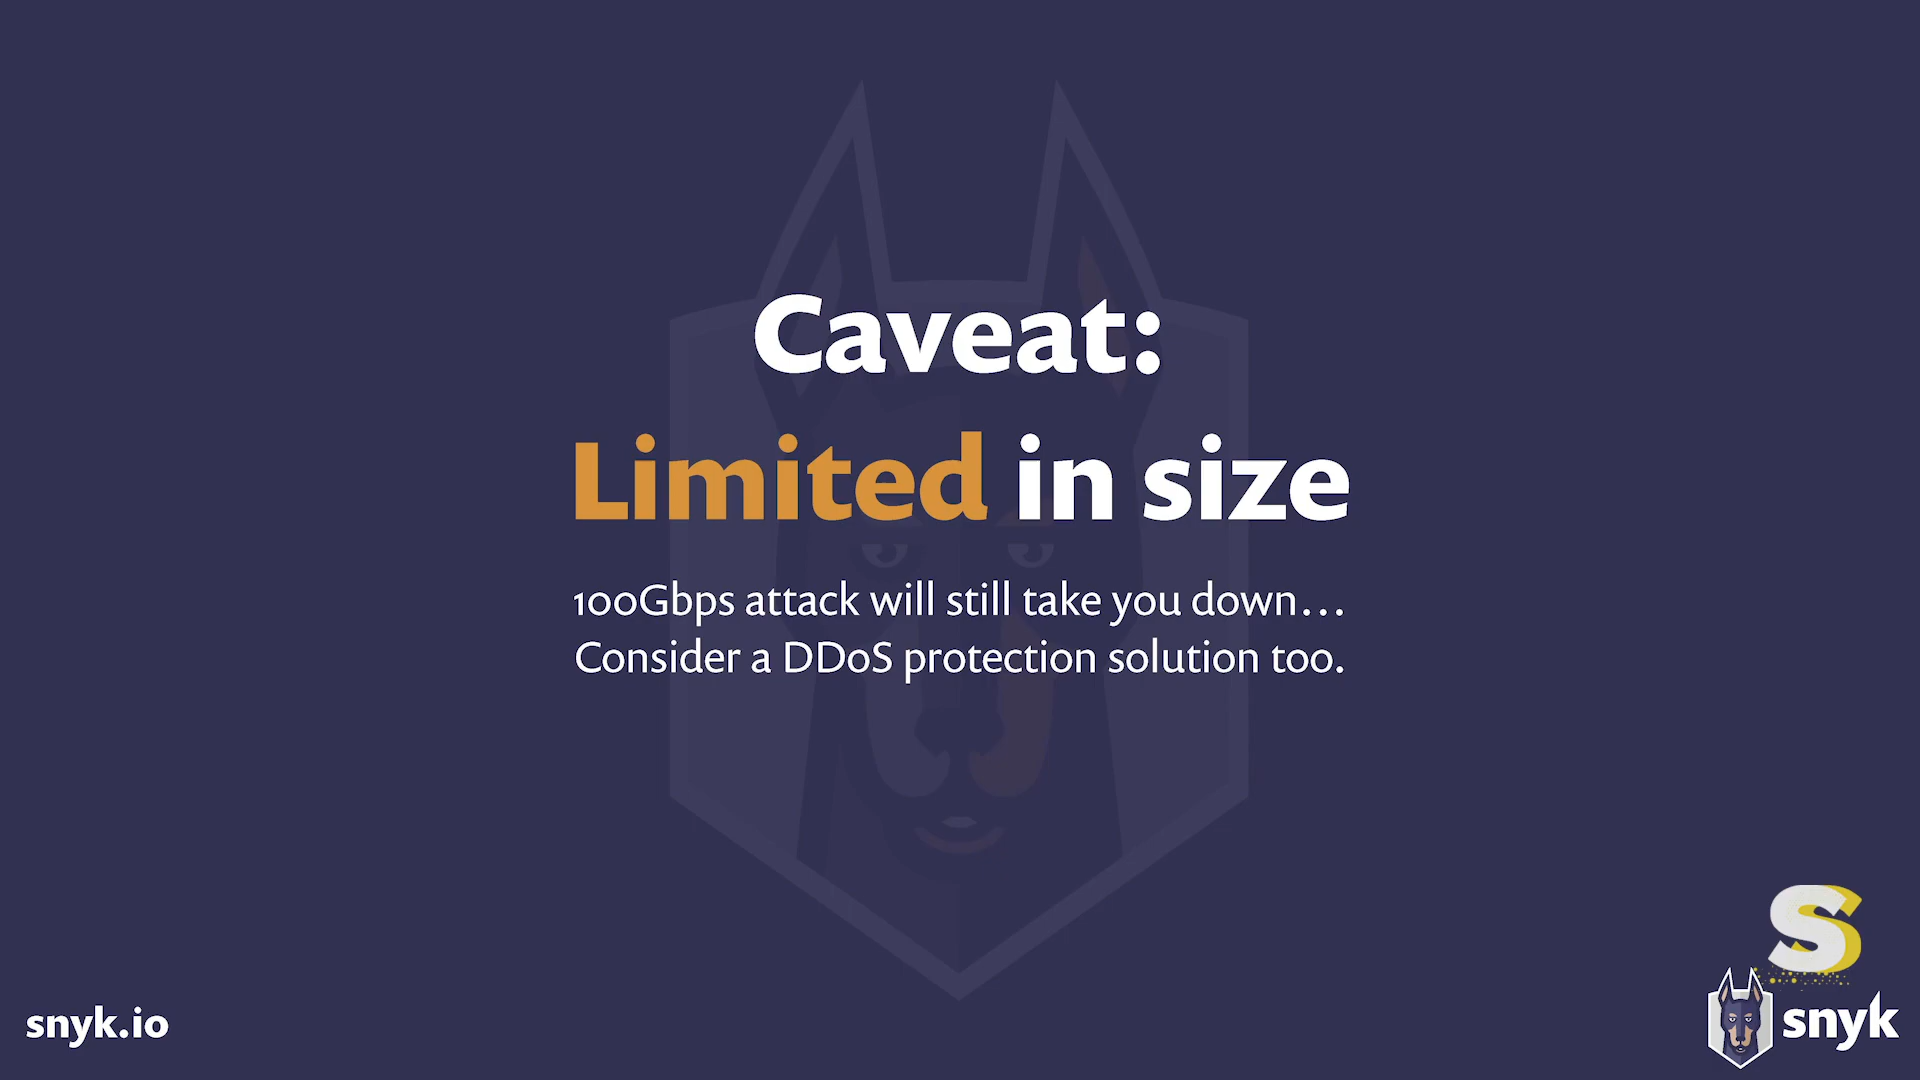 Caveat:
Limited in size
100Gbps attack will still take you down…
Consider a DDoS protection solution too.
S
snyk.io
snyk